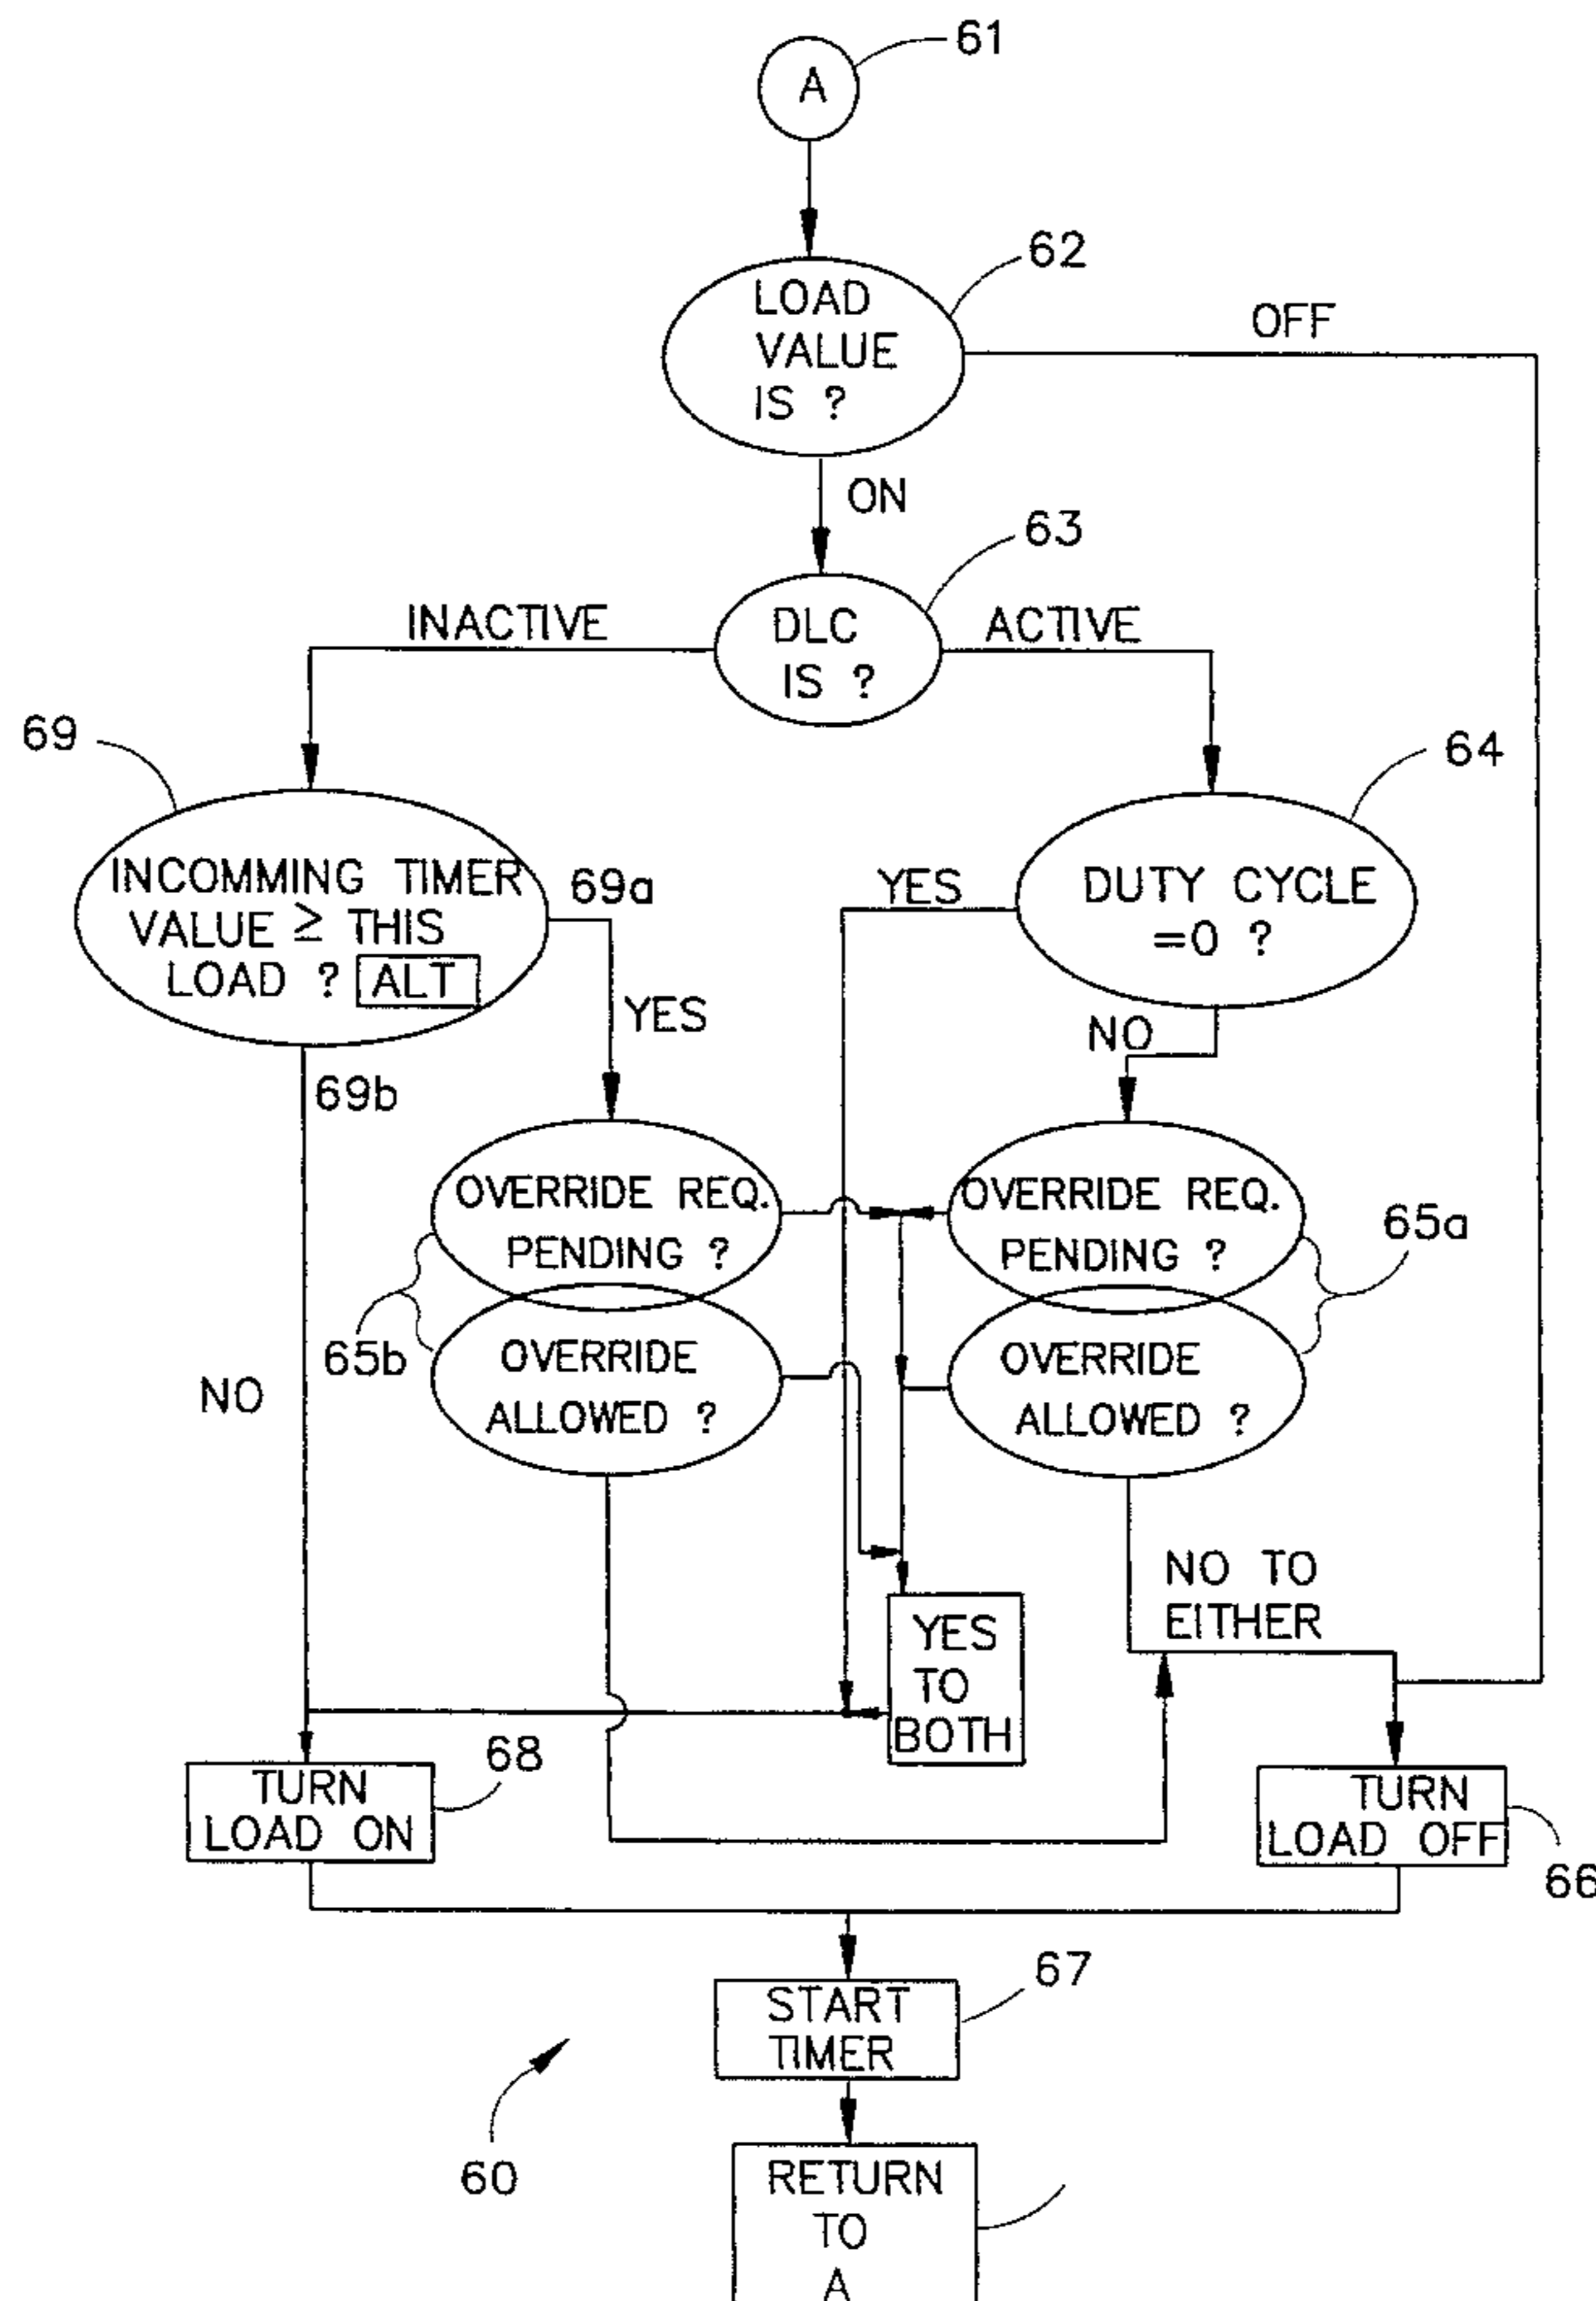 61
A
62
LOAD
VALUE
IS ?
OFF
ON
63
INACTIVE
DLC
IS ?
ACTIVE
69
64
INCOMMING TIMER
VALUE ≥ THIS
LOAD ? ALT
69a
YES
YES
DUTY CYCLE
=0 ?
NO
69b
OVERRIDE REQ.
PENDING ?
OVERRIDE REQ.
PENDING ?
65a
65b
OVERRIDE
ALLOWED ?
OVERRIDE
ALLOWED ?
NO
NO TO
EITHER
YES
TO
BOTH
68
TURN
LOAD ON
TURN
LOAD OFF
66
67
START
TIMER
60
RETURN
TO
A